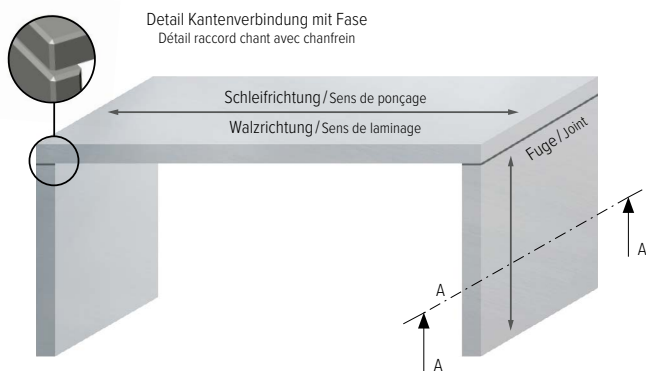 Detail Kantenverbindung mit Fase
Détail raccord chant avec chanfrein
Schleifrichtung/Sens de ponçage
Walzrichtung/Sens de laminage
Fuge/Joint
A
A
A
A